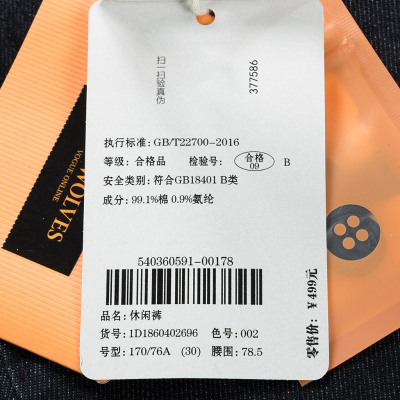 扫一扫验真伪
377586
执行标准: GB/T22700-2016
等级: 合格品 检验号: 合格 09 B
安全类别: 符合GB18401 B类
成分: 99.1%棉 0.9%氨纶
540360591-00178
品名: 休闲裤
货号: 1D1860402696 色号: 002
号型: 170/76A (30) 腰围: 78.5
零售价: ¥ 499元
WOLVES
VOGUE ONLINE